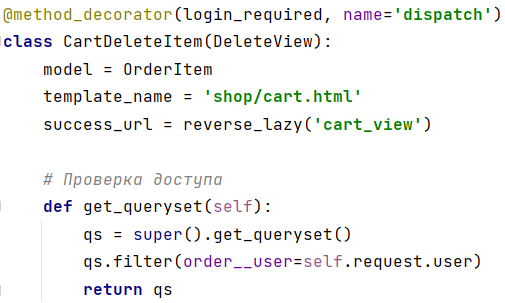 @method_decorator(login_required, name='dispatch')
class CartDeleteItem(DeleteView):
    model = OrderItem
    template_name = 'shop/cart.html'
    success_url = reverse_lazy('cart_view')

    # Проверка доступа
    def get_queryset(self):
        qs = super().get_queryset()
        qs.filter(order__user=self.request.user)
        return qs